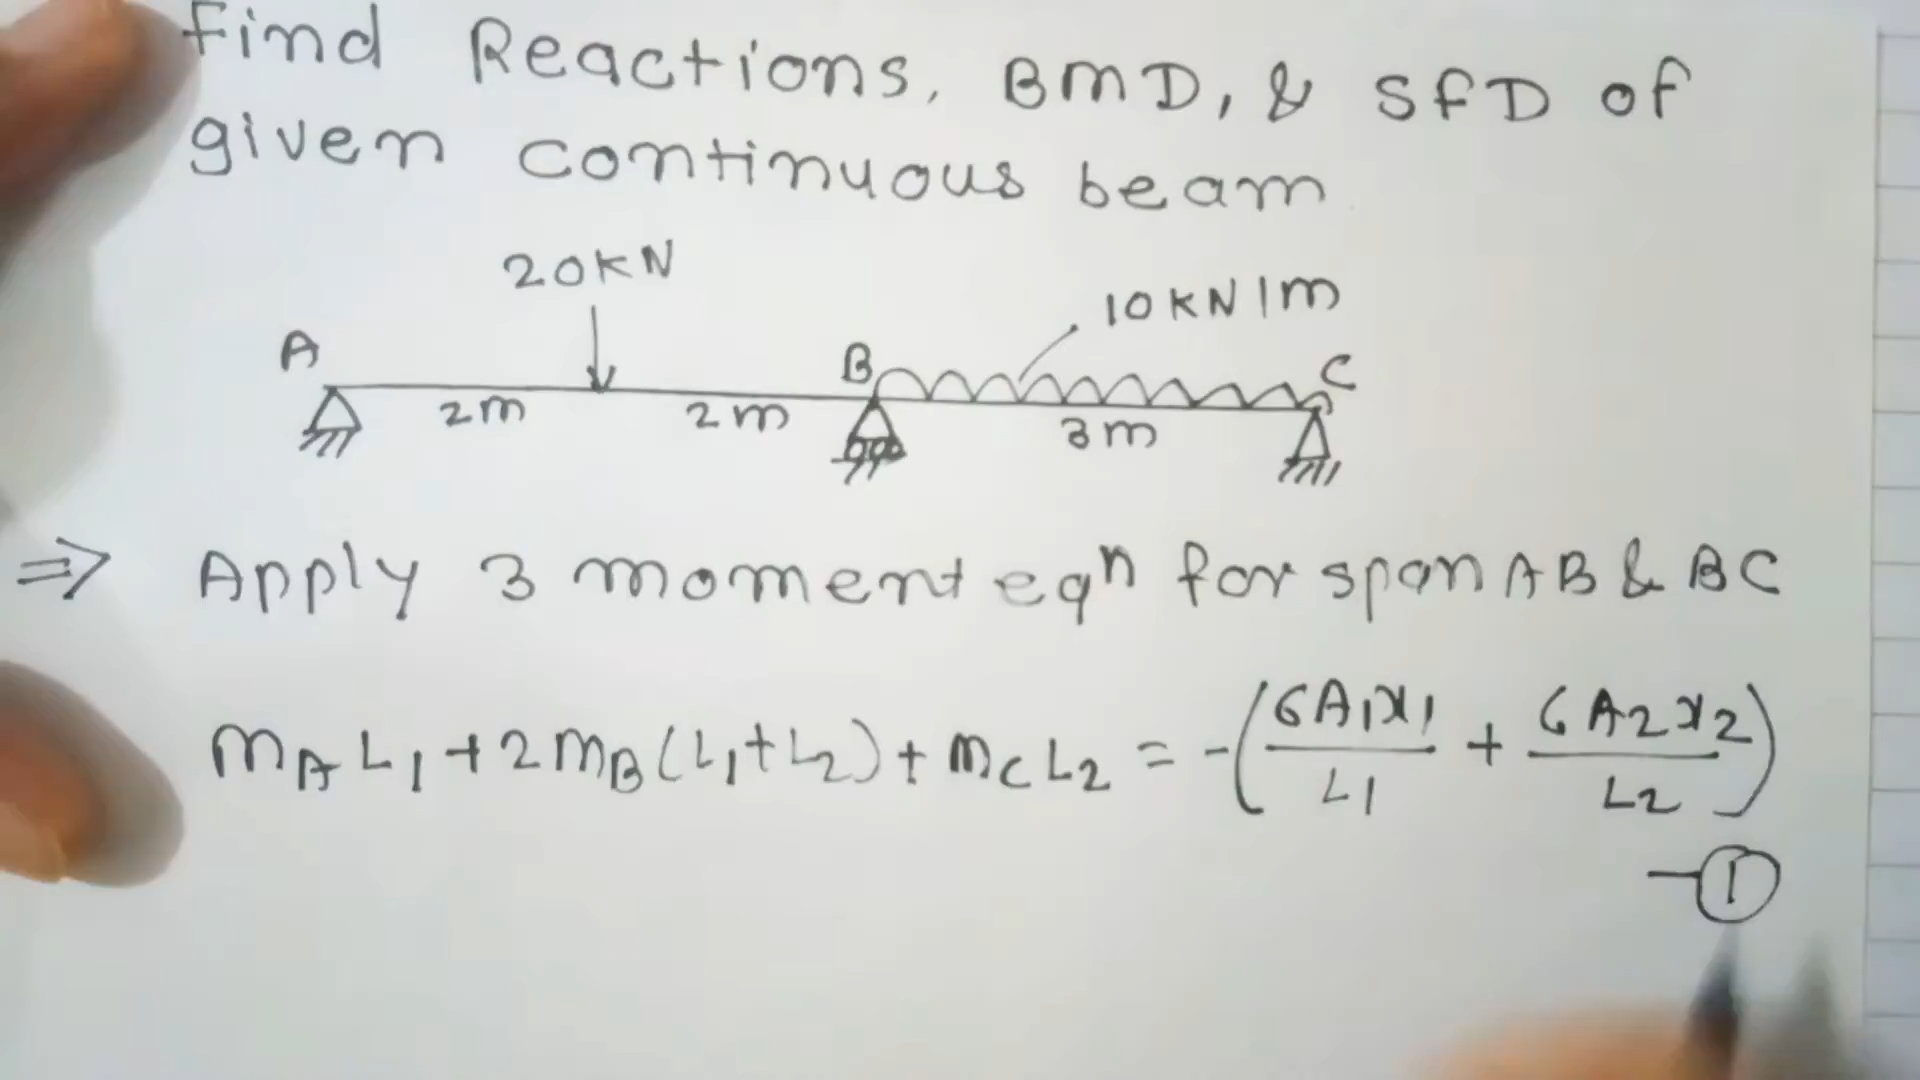 Find Reactions, BMD, & SFD of
given continuous beam
20KN
10KN/m
A
B
C
2m
2m
3m
⇒ Apply 3 moment eqⁿ for span AB & BC
MA L1 + 2MB (L1+L2) + MC L2 = -(6A1x1/L1 + 6A2x2/L2)
-①